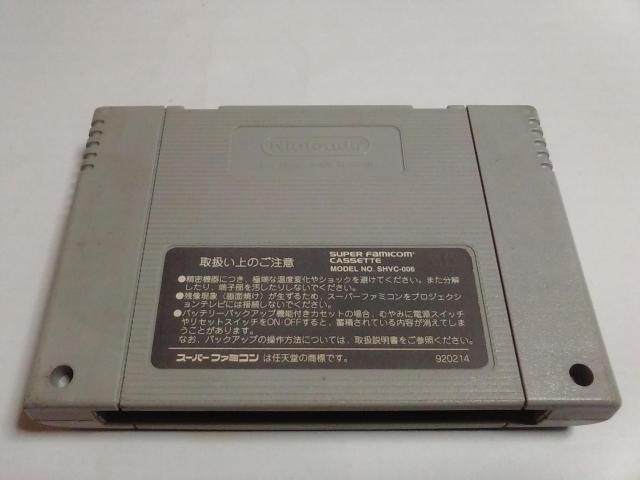 Nintendo
取扱い上のご注意
SUPER FAMICOM
CASSETTE
MODEL NO. SHVC-006
●精密機器につき、極端な温度変化やショックを避けてください。また分解
したり、端子部を汚したりしないでください。
●残像現象(画面焼け)が生ずるため、スーパーファミコンをプロジェクシ
ョンテレビには接続しないでください。
●バッテリーバックアップ機能付きカセットの場合、むやみに電源スイッチ
やリセットスイッチをON・OFFすると、蓄積されている内容が消えてしま
うことがあります。
なお、バックアップの操作方法については、取扱説明書をご参照ください。
スーパーファミコン は任天堂の商標です。
920214